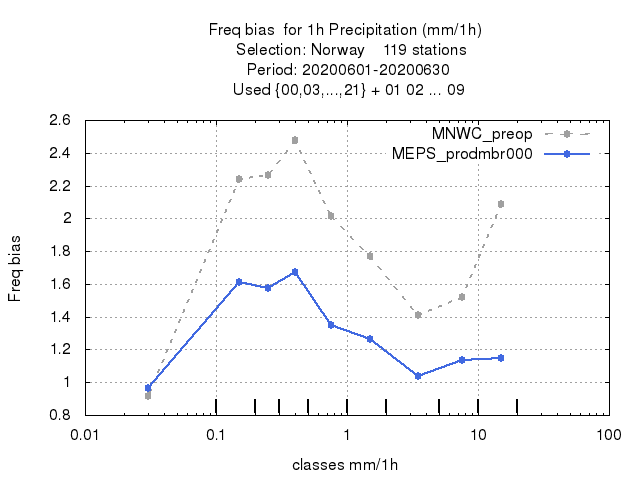 Freq bias  for 1h Precipitation (mm/1h)
Selection: Norway    119 stations
Period: 20200601-20200630
Used {00,03,...,21} + 01 02 ... 09
MNWC_preop
MEPS_prodmbr000
Freq bias
2.6
2.4
2.2
2
1.8
1.6
1.4
1.2
1
0.8
0.01 0.1 1 10 100
classes mm/1h